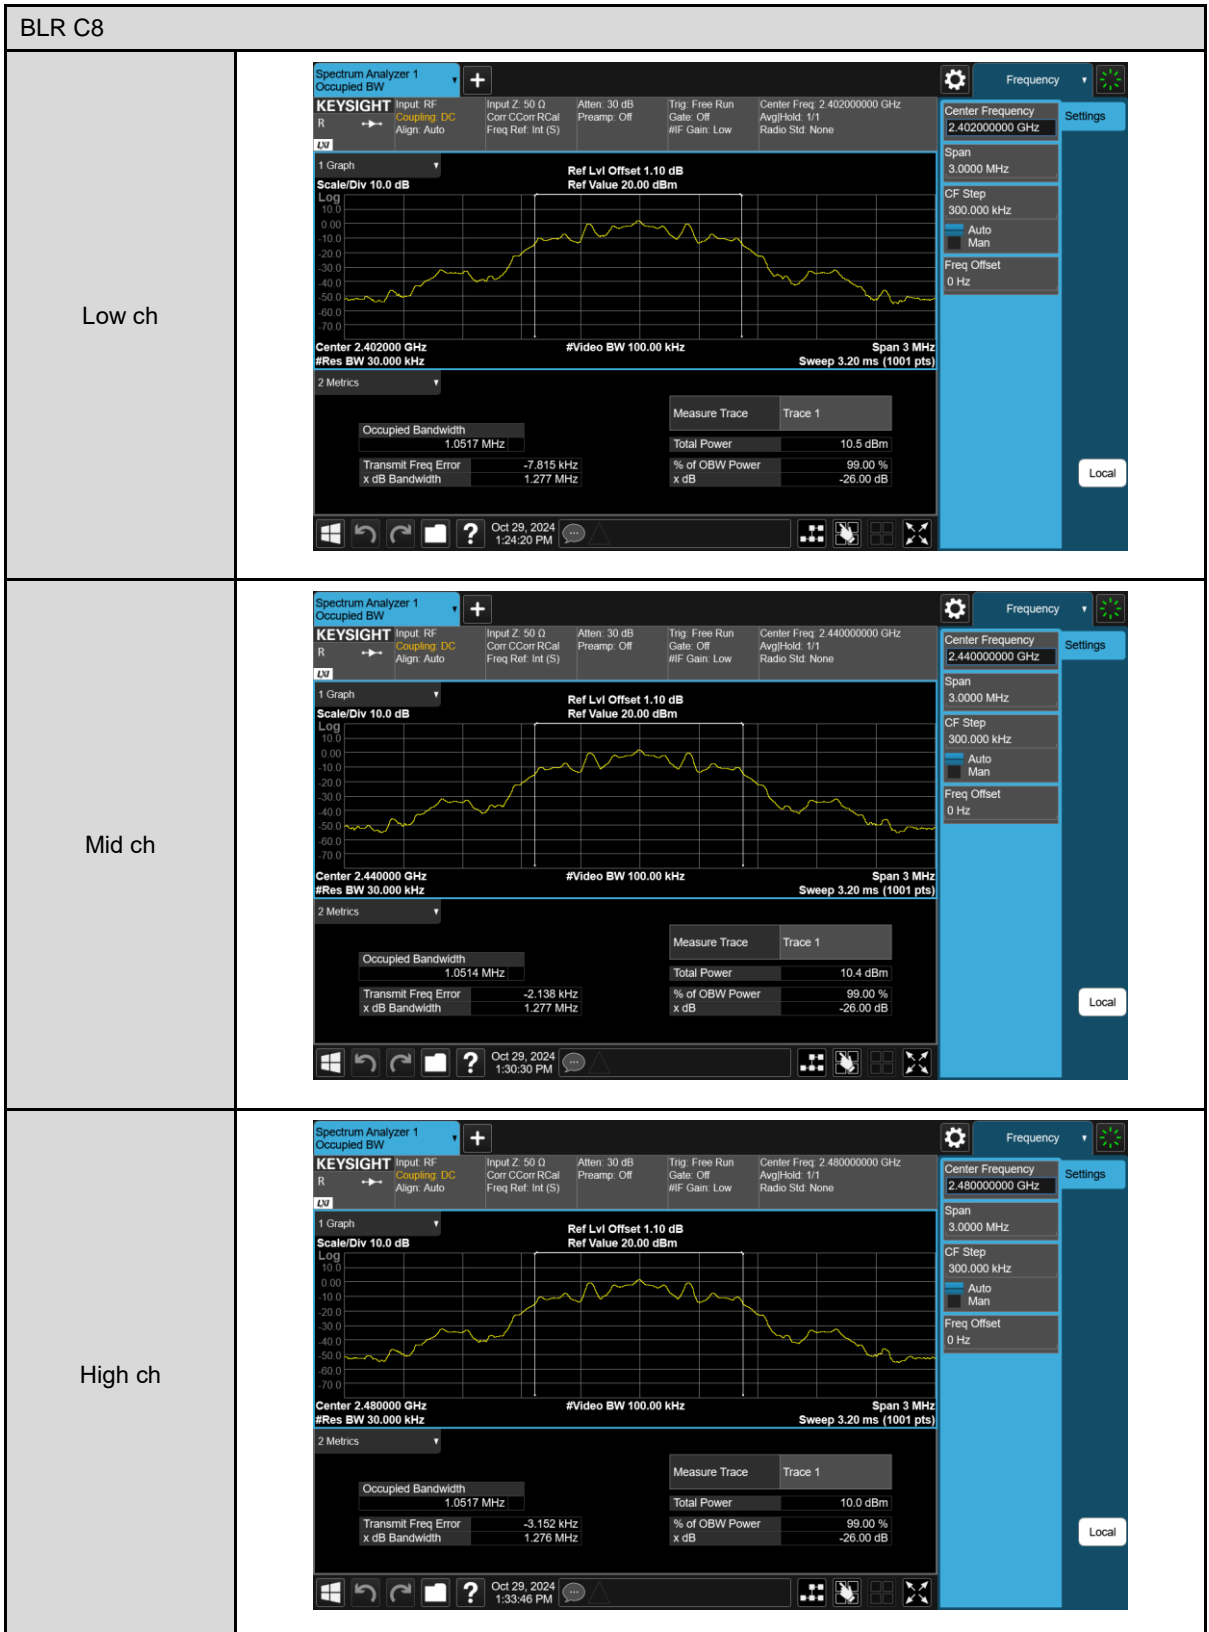 BLR C8
Low ch
Spectrum Analyzer 1
Occupied BW
Frequency
KEYSIGHT
R
LXI
Input: RF
Coupling: DC
Align: Auto
Input Z: 50 Ω
Corr CCorr RCal
Freq Ref: Int (S)
Atten: 30 dB
Preamp: Off
Trig: Free Run
Gate: Off
#IF Gain: Low
Center Freq: 2.402000000 GHz
Avg|Hold: 1/1
Radio Std: None
Center Frequency
2.402000000 GHz
Settings
Span
3.0000 MHz
CF Step
300.000 kHz
Auto
Man
Freq Offset
0 Hz
Local
1 Graph
Scale/Div 10.0 dB
Ref Lvl Offset 1.10 dB
Ref Value 20.00 dBm
Log
10.0
0.00
-10.0
-20.0
-30.0
-40.0
-50.0
-60.0
-70.0
Center 2.402000 GHz
#Video BW 100.00 kHz
Span 3 MHz
#Res BW 30.000 kHz
Sweep 3.20 ms (1001 pts)
2 Metrics
Measure Trace Trace 1
Occupied Bandwidth
1.0517 MHz
Total Power 10.5 dBm
Transmit Freq Error -7.815 kHz
% of OBW Power 99.00 %
x dB Bandwidth 1.277 MHz
x dB -26.00 dB
?
Oct 29, 2024
1:24:20 PM
Mid ch
Spectrum Analyzer 1
Occupied BW
Frequency
KEYSIGHT
R
LXI
Input: RF
Coupling: DC
Align: Auto
Input Z: 50 Ω
Corr CCorr RCal
Freq Ref: Int (S)
Atten: 30 dB
Preamp: Off
Trig: Free Run
Gate: Off
#IF Gain: Low
Center Freq: 2.440000000 GHz
Avg|Hold: 1/1
Radio Std: None
Center Frequency
2.440000000 GHz
Settings
Span
3.0000 MHz
CF Step
300.000 kHz
Auto
Man
Freq Offset
0 Hz
Local
1 Graph
Scale/Div 10.0 dB
Ref Lvl Offset 1.10 dB
Ref Value 20.00 dBm
Log
10.0
0.00
-10.0
-20.0
-30.0
-40.0
-50.0
-60.0
-70.0
Center 2.440000 GHz
#Video BW 100.00 kHz
Span 3 MHz
#Res BW 30.000 kHz
Sweep 3.20 ms (1001 pts)
2 Metrics
Measure Trace Trace 1
Occupied Bandwidth
1.0514 MHz
Total Power 10.4 dBm
Transmit Freq Error -2.138 kHz
% of OBW Power 99.00 %
x dB Bandwidth 1.277 MHz
x dB -26.00 dB
?
Oct 29, 2024
1:30:30 PM
High ch
Spectrum Analyzer 1
Occupied BW
Frequency
KEYSIGHT
R
LXI
Input: RF
Coupling: DC
Align: Auto
Input Z: 50 Ω
Corr CCorr RCal
Freq Ref: Int (S)
Atten: 30 dB
Preamp: Off
Trig: Free Run
Gate: Off
#IF Gain: Low
Center Freq: 2.480000000 GHz
Avg|Hold: 1/1
Radio Std: None
Center Frequency
2.480000000 GHz
Settings
Span
3.0000 MHz
CF Step
300.000 kHz
Auto
Man
Freq Offset
0 Hz
Local
1 Graph
Scale/Div 10.0 dB
Ref Lvl Offset 1.10 dB
Ref Value 20.00 dBm
Log
10.0
0.00
-10.0
-20.0
-30.0
-40.0
-50.0
-60.0
-70.0
Center 2.480000 GHz
#Video BW 100.00 kHz
Span 3 MHz
#Res BW 30.000 kHz
Sweep 3.20 ms (1001 pts)
2 Metrics
Measure Trace Trace 1
Occupied Bandwidth
1.0517 MHz
Total Power 10.0 dBm
Transmit Freq Error -3.152 kHz
% of OBW Power 99.00 %
x dB Bandwidth 1.276 MHz
x dB -26.00 dB
?
Oct 29, 2024
1:33:46 PM